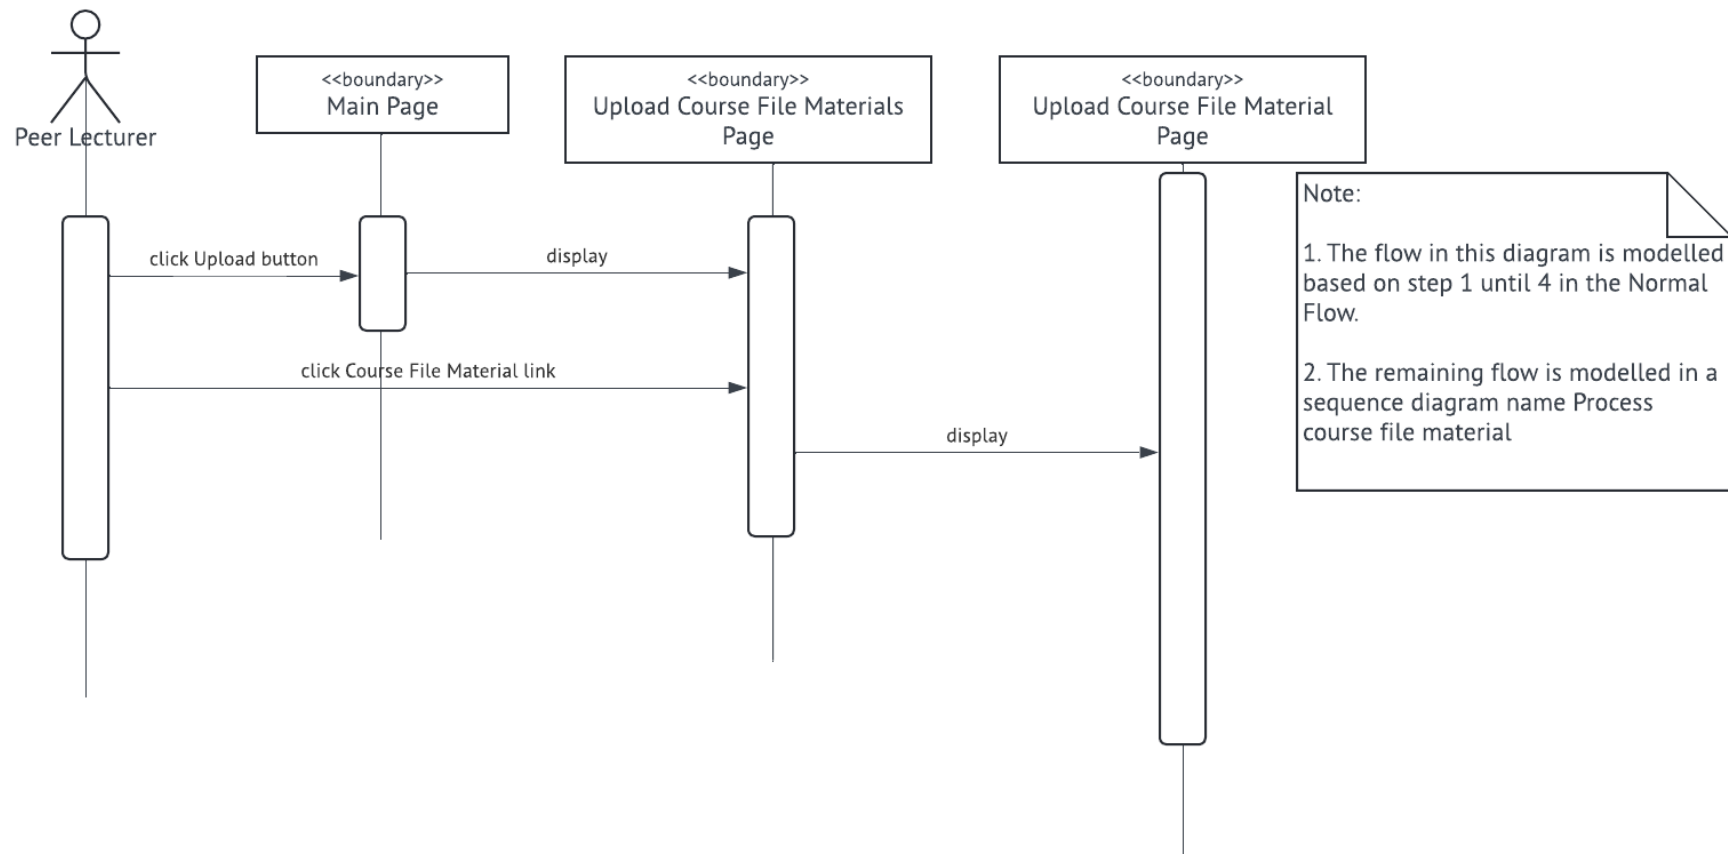 Peer Lecturer
<<boundary>>
Main Page
<<boundary>>
Upload Course File Materials
Page
<<boundary>>
Upload Course File Material
Page
click Upload button
display
click Course File Material link
display
Note:
1. The flow in this diagram is modelled
based on step 1 until 4 in the Normal
Flow.
2. The remaining flow is modelled in a
sequence diagram name Process
course file material